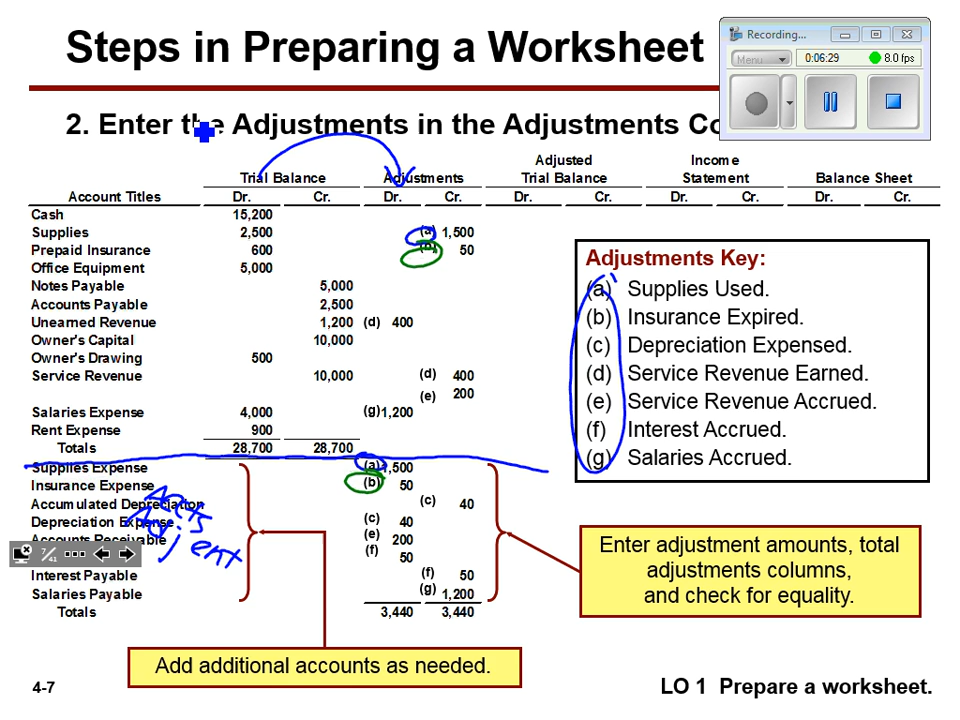 Steps in Preparing a Worksheet
Recording...
Menu
0:06:29
8.0 fps
2. Enter the Adjustments in the Adjustments Co
Adjusted Income
Trial Balance Adjustments Trial Balance Statement Balance Sheet
Account Titles Dr. Cr. Dr. Cr. Dr. Cr. Dr. Cr. Dr. Cr.
Cash 15,200
Supplies 2,500 (a) 1,500
Prepaid Insurance 600 (b) 50
Office Equipment 5,000
Notes Payable 5,000
Accounts Payable 2,500
Unearned Revenue 1,200 (d) 400
Owner's Capital 10,000
Owner's Drawing 500
Service Revenue 10,000 (d) 400
(e) 200
Salaries Expense 4,000 (g) 1,200
Rent Expense 900
Totals 28,700 28,700
Supplies Expense (a) 1,500
Insurance Expense (b) 50
Accumulated Depreciation (c) 40
Depreciation Expense (c) 40
Accounts Receivable (e) 200
(f) 50
Interest Payable (f) 50
Salaries Payable (g) 1,200
Totals 3,440 3,440
Adjustments Key:
(a) Supplies Used.
(b) Insurance Expired.
(c) Depreciation Expensed.
(d) Service Revenue Earned.
(e) Service Revenue Accrued.
(f) Interest Accrued.
(g) Salaries Accrued.
7/41
Enter adjustment amounts, total
adjustments columns,
and check for equality.
Add additional accounts as needed.
4-7
LO 1 Prepare a worksheet.